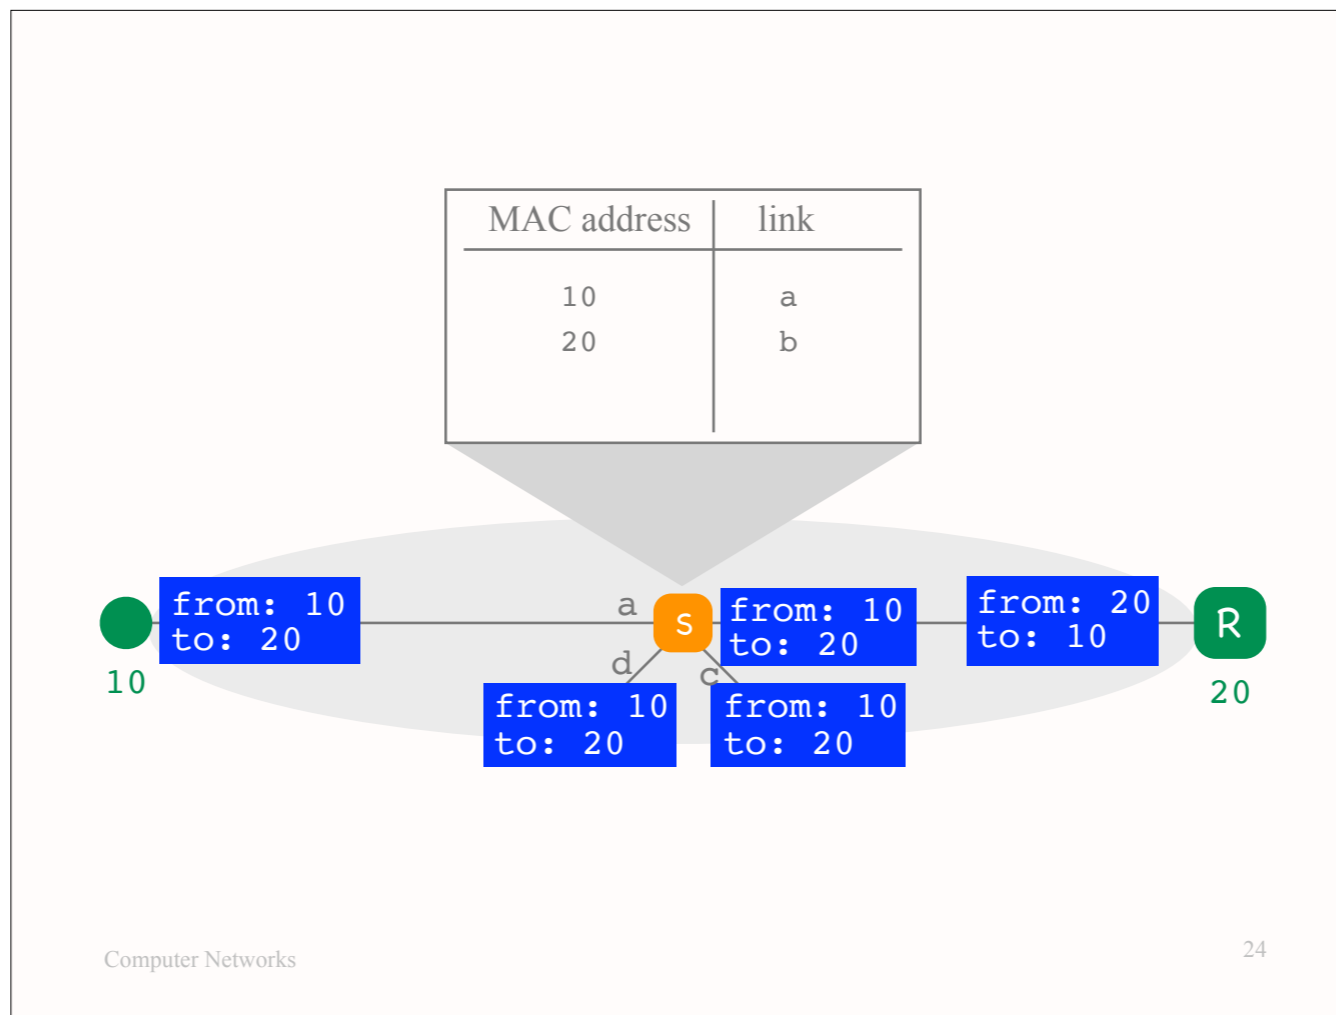 MAC address link
10 a
20 b
from: 10
to: 20
a
s
from: 10
to: 20
from: 20
to: 10
R
10
d
c
20
from: 10
to: 20
from: 10
to: 20
Computer Networks
24